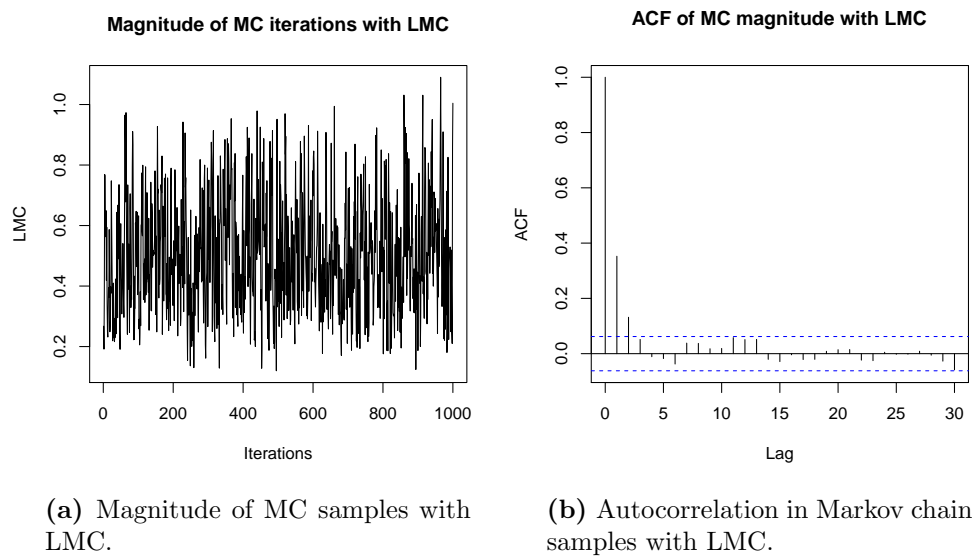 Magnitude of MC iterations with LMC
LMC
0.2
0.4
0.6
0.8
1.0
0
200
400
600
800
1000
Iterations
(a) Magnitude of MC samples with
LMC.
ACF of MC magnitude with LMC
ACF
0.0
0.2
0.4
0.6
0.8
1.0
0
5
10
15
20
25
30
Lag
(b) Autocorrelation in Markov chain
samples with LMC.